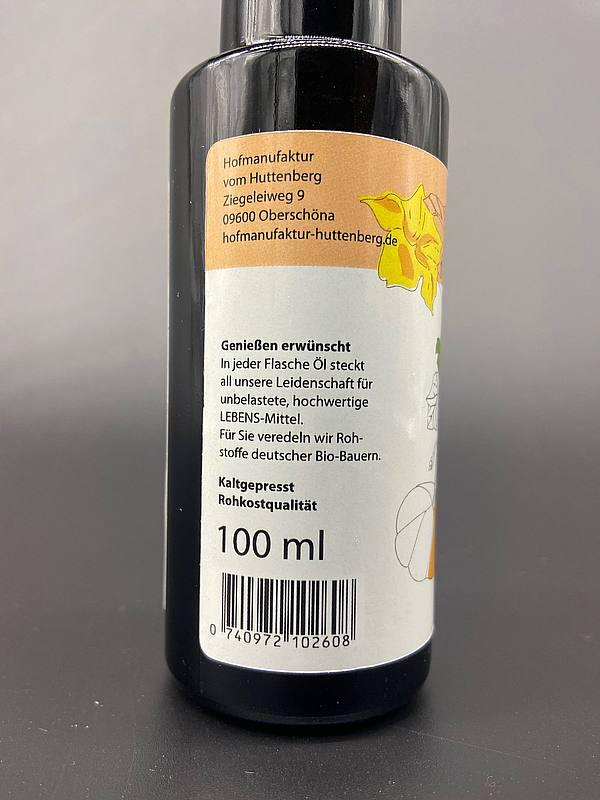 Hofmanufaktur
vom Huttenberg
Ziegeleiweg 9
09600 Oberschöna
hofmanufaktur-huttenberg.de
Genießen erwünscht
In jeder Flasche Öl steckt
all unsere Leidenschaft für
unbelastete, hochwertige
LEBENS-Mittel.
Für Sie veredeln wir Roh-
stoffe deutscher Bio-Bauern.
Kaltgepresst
Rohkostqualität
100 ml
0 740972 102608